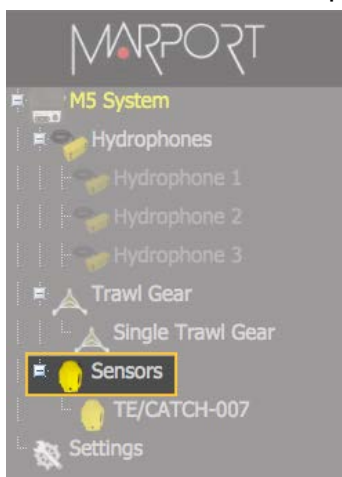 MARPORT
M5 System
Hydrophones
Hydrophone 1
Hydrophone 2
Hydrophone 3
Trawl Gear
Single Trawl Gear
Sensors
TE/CATCH-007
Settings